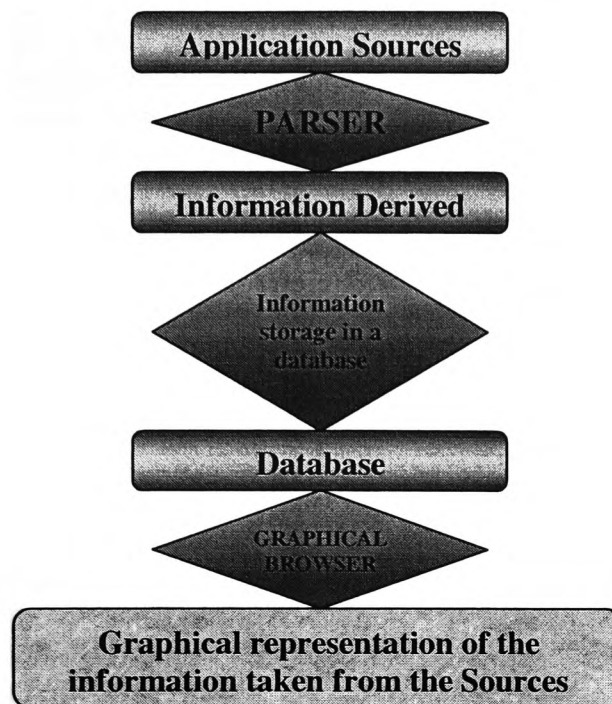 Application Sources
PARSER
Information Derived
Information
storage in a
database
Database
GRAPHICAL
BROWSER
Graphical representation of the
information taken from the Sources